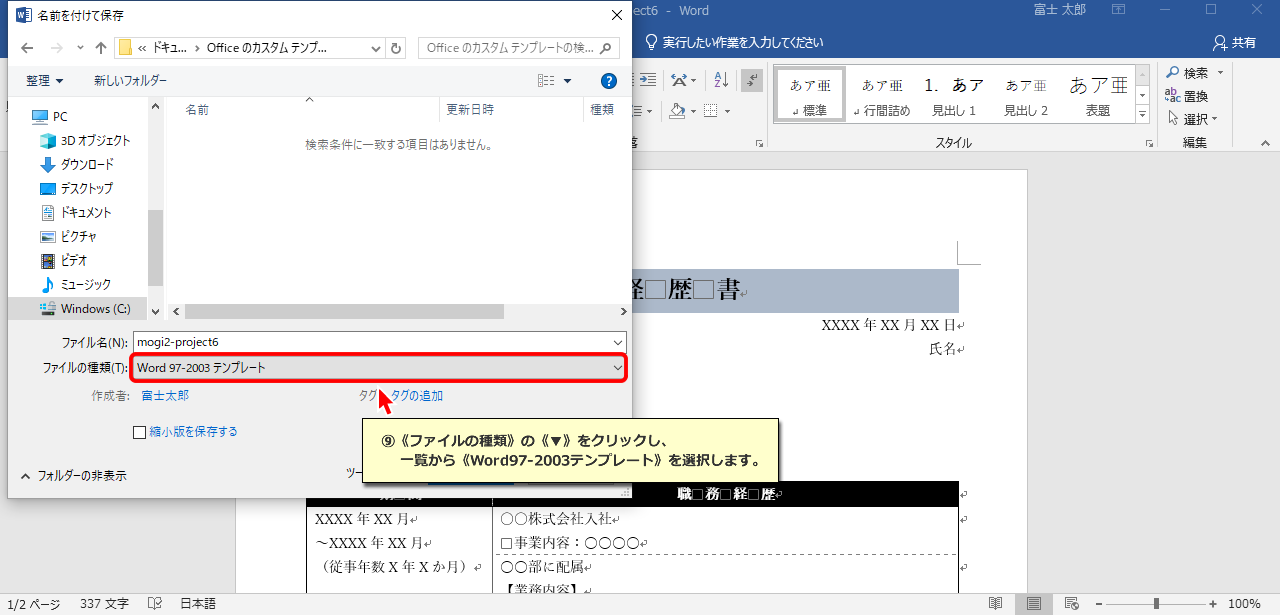 名前を付けて保存
ect6 - Word
富士 太郎
« ドキュ... › Office のカスタム テンプ...
Office のカスタム テンプレートの検...
実行したい作業を入力してください
共有
整理
新しいフォルダー
PC
3D オブジェクト
ダウンロード
デスクトップ
ドキュメント
ピクチャ
ビデオ
ミュージック
Windows (C:)
名前
更新日時
種類
検索条件に一致する項目はありません。
ファイル名(N):
mogi2-project6
ファイルの種類(T):
Word 97-2003 テンプレート
作成者:
富士太郎
タグ
タグの追加
縮小版を保存する
フォルダーの非表示
ツー
⑨《ファイルの種類》の《▼》をクリックし、
一覧から《Word97-2003テンプレート》を選択します。
あア亜
↲ 標準
あア亜
↲ 行間詰め
1. あア
見出し 1
あア亜
見出し 2
あア亜
表題
スタイル
検索
置換
選択
編集
経□歴□書↵
XXXX 年 XX 月 XX 日↵
氏名↵
職□務□経□歴↵
XXXX 年 XX 月↵
～XXXX 年 XX 月↵
（従事年数 X 年 X か月）↵
〇〇株式会社入社↵
□事業内容：〇〇〇〇↵
〇〇部に配属↵
【業務内容】
1/2 ページ
337 文字
日本語
100%